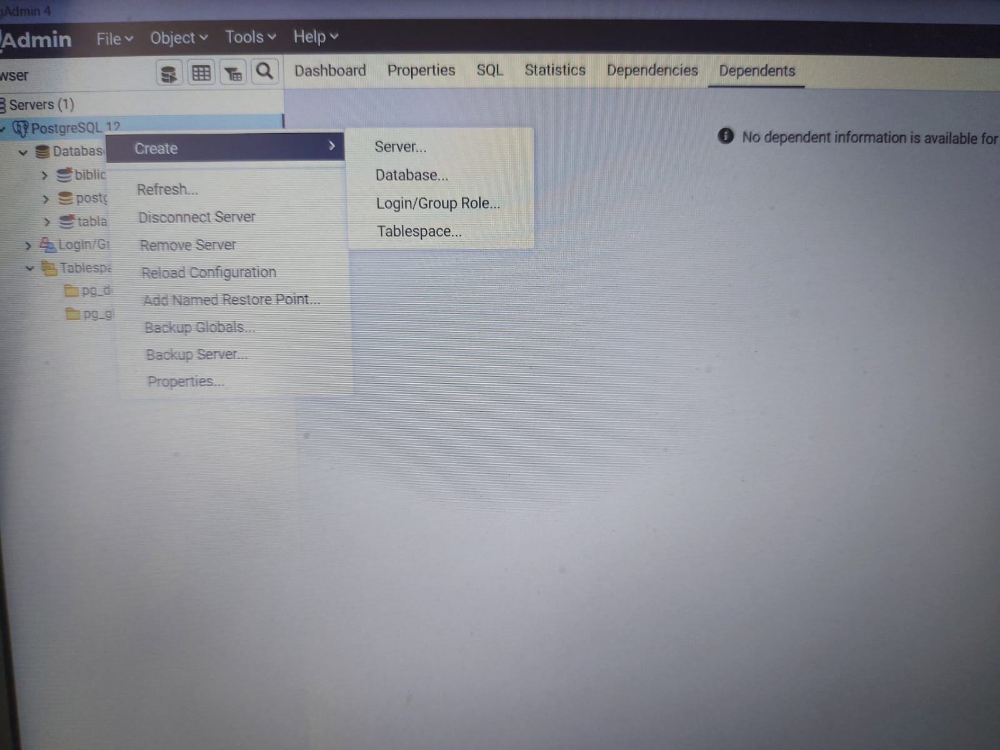 gAdmin 4
Admin File Object Tools Help
wser
Dashboard Properties SQL Statistics Dependencies Dependents
Servers (1)
PostgreSQL 12
Databas
biblio
postg
tabla
Login/Gr
Tablespa
pg_d
pg_g
Create
Refresh...
Disconnect Server
Remove Server
Reload Configuration
Add Named Restore Point...
Backup Globals...
Backup Server...
Properties...
Server...
Database...
Login/Group Role...
Tablespace...
No dependent information is available for